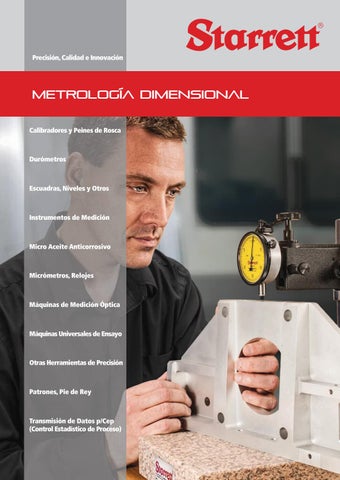 Starrett®
Precisión, Calidad e Innovación
METROLOGÍA DIMENSIONAL
Calibradores y Peines de Rosca
Durómetros
Escuadras, Niveles y Otros
Instrumentos de Medición
Micro Aceite Anticorrosivo
Micrómetros, Relojes
Máquinas de Medición Óptica
Máquinas Universales de Ensayo
Otras Herramientas de Precisión
Patrones, Pie de Rey
Transmisión de Datos p/Cep
(Control Estadístico de Proceso)